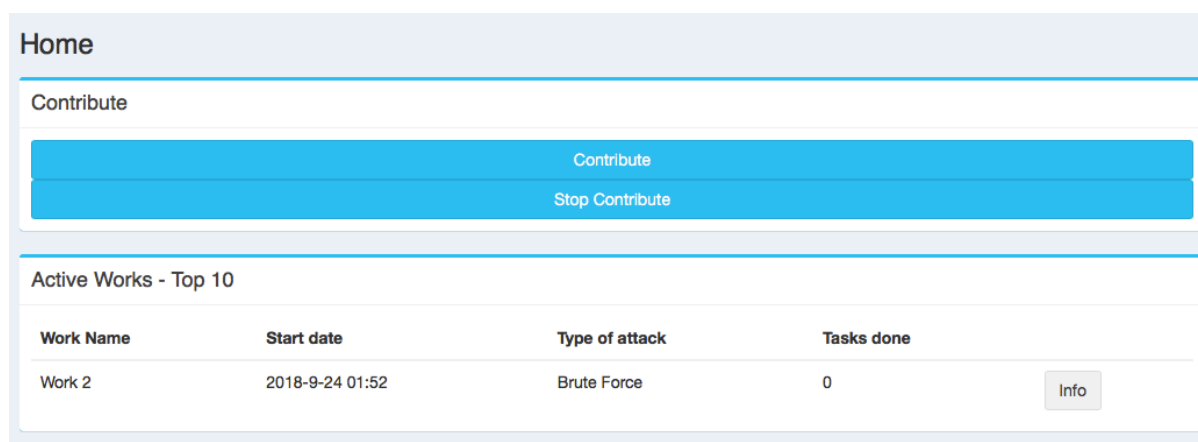 Home
Contribute
Contribute
Stop Contribute
Active Works - Top 10
Work Name Start date Type of attack Tasks done
Work 2 2018-9-24 01:52 Brute Force 0 Info